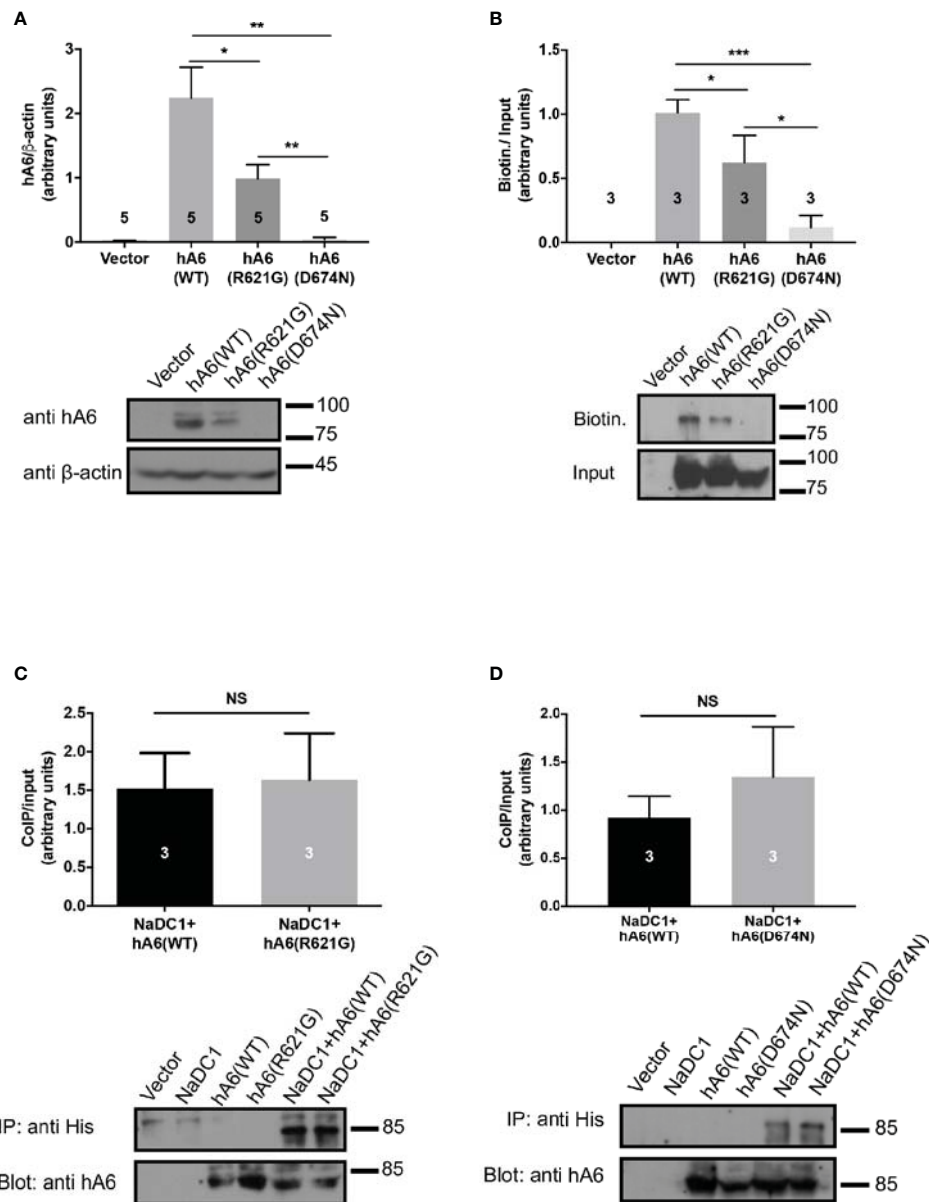 A
**
*
**
3
2
1
0
hA6/β-actin
(arbitrary units)
5
5
5
5
Vector
hA6
(WT)
hA6
(R621G)
hA6
(D674N)
Vector
hA6(WT)
hA6(R621G)
hA6(D674N)
anti hA6
100
75
anti β-actin
45
B
***
*
*
1.5
1.0
0.5
0.0
Biotin./ Input
(arbitrary units)
3
3
3
3
Vector
hA6
(WT)
hA6
(R621G)
hA6
(D674N)
Vector
hA6(WT)
hA6(R621G)
hA6(D674N)
Biotin.
100
75
Input
100
75
C
NS
2.5
2.0
1.5
1.0
0.5
0.0
CoIP/input
(arbitrary units)
3
3
NaDC1+
hA6(WT)
NaDC1+
hA6(R621G)
Vector
NaDC1
hA6(WT)
hA6(R621G)
NaDC1+hA6(WT)
NaDC1+hA6(R621G)
IP: anti His
85
Blot: anti hA6
85
D
NS
2.0
1.5
1.0
0.5
0.0
CoIP/Input
(arbitrary units)
3
3
NaDC1+
hA6(WT)
NaDC1+
hA6(D674N)
Vector
NaDC1
hA6(WT)
hA6(D674N)
NaDC1+hA6(WT)
NaDC1+hA6(D674N)
IP: anti His
85
Blot: anti hA6
85